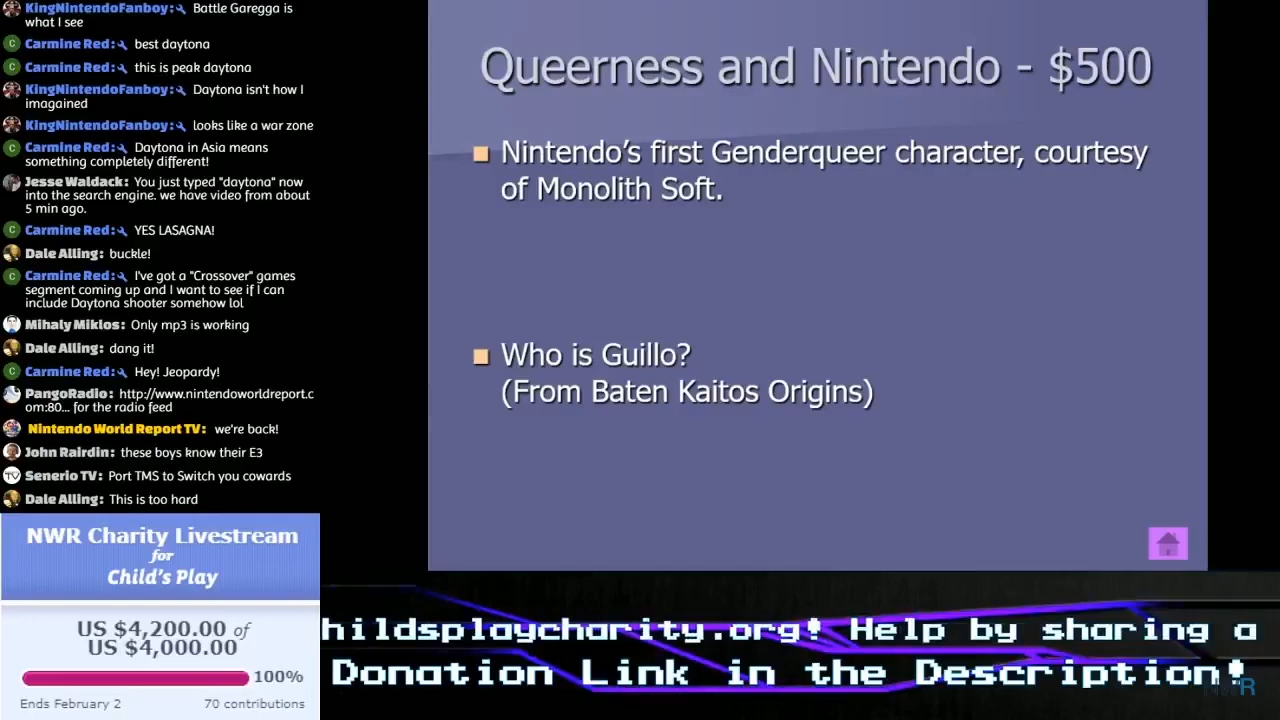 KingNintendoFanboy: Battle Garegga is
what I see
Carmine Red: best daytona
Carmine Red: this is peak daytona
KingNintendoFanboy: Daytona isn't how I
imagained
KingNintendoFanboy: looks like a war zone
Carmine Red: Daytona in Asia means
something completely different!
Jesse Waldack: You just typed "daytona" now
into the search engine. we have video from about
5 min ago.
Carmine Red: YES LASAGNA!
Dale Alling: buckle!
Carmine Red: I've got a "Crossover" games
segment coming up and I want to see if I can
include Daytona shooter somehow lol
Mihaly Miklos: Only mp3 is working
Dale Alling: dang it!
Carmine Red: Hey! Jeopardy!
PangoRadio: http://www.nintendoworldreport.c
om:80... for the radio feed
Nintendo World Report TV: we're back!
John Rairdin: these boys know their E3
Senerio TV: Port TMS to Switch you cowards
Dale Alling: This is too hard
NWR Charity Livestream
for
Child's Play
US $4,200.00 of
US $4,000.00
100%
Ends February 2 70 contributions
Queerness and Nintendo - $500
Nintendo's first Genderqueer character, courtesy
of Monolith Soft.
Who is Guillo?
(From Baten Kaitos Origins)
hildsplaycharity.org! Help by sharing a
Donation Link in the Description!
NWR